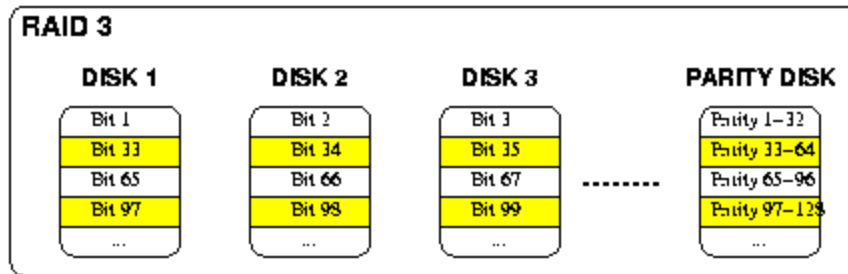 RAID 3
DISK 1 DISK 2 DISK 3 PARITY DISK
Bit 1 Bit 2 Bit 3 Parity 1-32
Bit 33 Bit 34 Bit 35 Parity 33-64
Bit 65 Bit 66 Bit 67 Parity 65-96
Bit 97 Bit 98 Bit 99 Parity 97-128
... ... ... ...